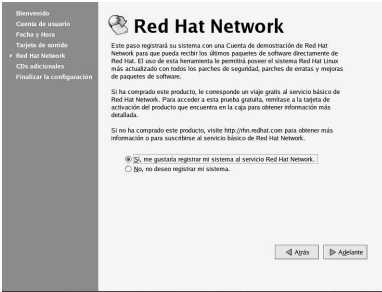 Bienvenido
Cuenta de usuario
Fecha y Hora
Tarjeta de sonido
Red Hat Network
CDs adicionales
Finalizar la configuración
Red Hat Network
Este paso registrará su sistema con una Cuenta de demostración de Red Hat
Network para que pueda recibir los últimos paquetes de software directamente de
Red Hat. El uso de esta herramienta le permitirá poseer el sistema Red Hat Linux
más actualizado con todos los parches de seguridad, parches de erratas y mejoras
de paquetes de software.
Si ha comprado este producto, le corresponde un viaje gratis al servicio básico de
Red Hat Network. Para acceder a esta prueba gratuita, remítase a la tarjeta de
activación del producto que encuentra en la caja para obtener información más
detallada.
Si no ha comprado este producto, visite http://rhn.redhat.com para obtener más
información o para suscribirse al servicio básico de Red Hat Network.
Sí, me gustaría registrar mi sistema al servicio Red Hat Network.
No, no deseo registrar mi sistema.
Atrás
Adelante